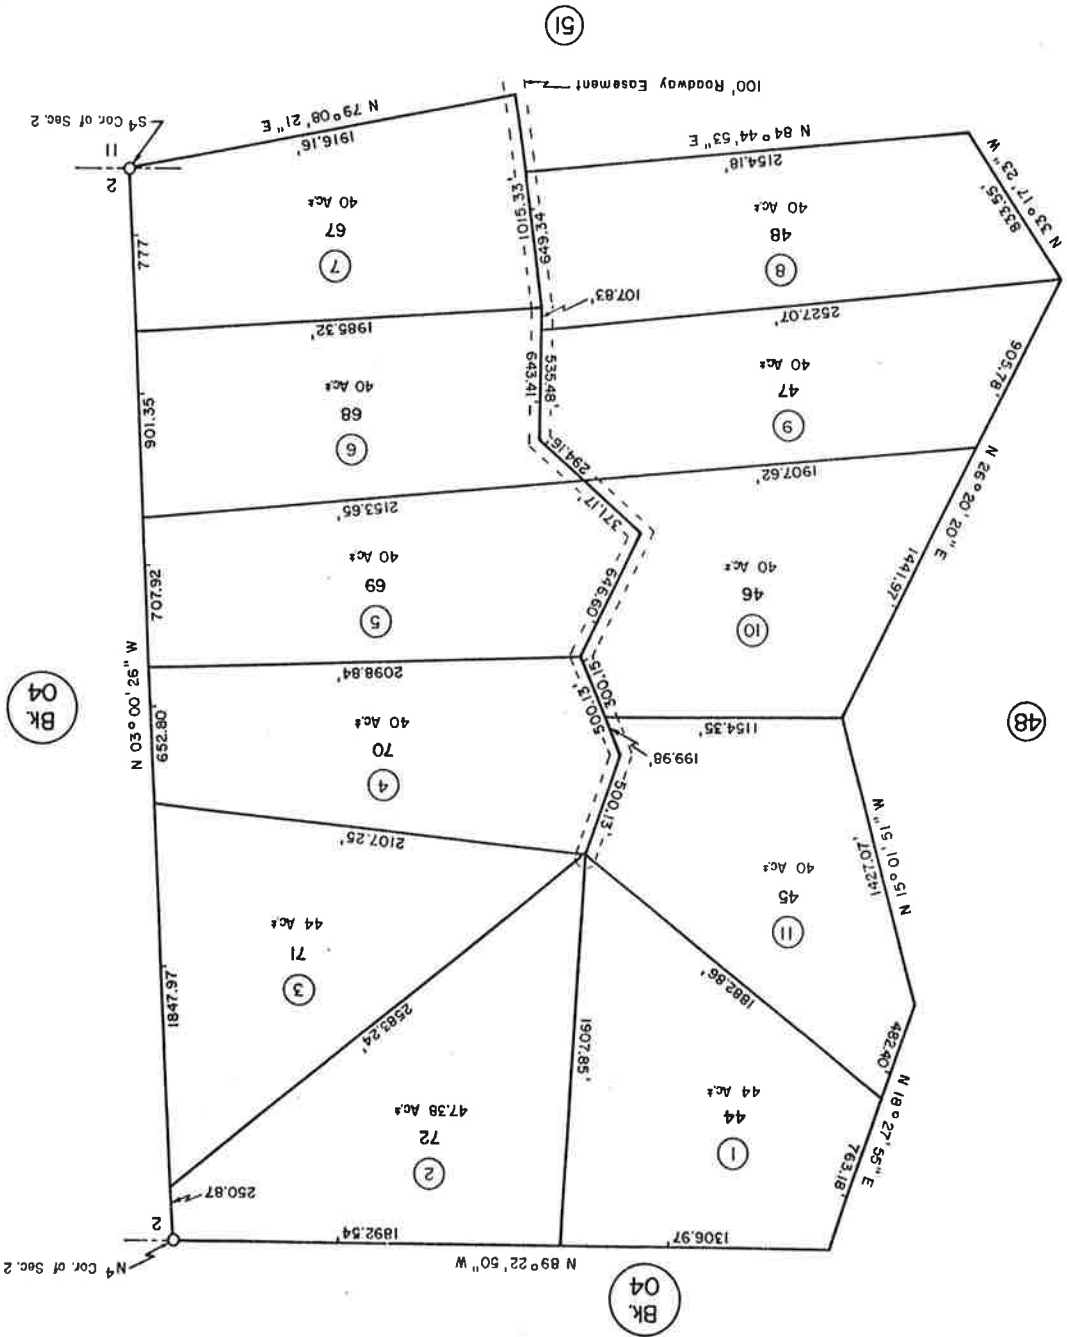 Bk.
04
N 89° 22' 50" W
1306.97'
1892.54'
N¼ Cor. of Sec. 2
2
250.87
763.18'
N 18° 27' 55" E
482.40'
1
44
44 Ac.±
2
72
47.38 Ac.±
1907.85'
1882.86'
2583.24'
1847.97'
3
71
44 Ac.±
11
45
40 Ac.±
1427.07'
N 15° 01' 51" W
2107.25'
500.13'
199.98'
1154.35'
48
4
70
40 Ac.±
500.13'
300.15'
652.80'
N 03° 00' 26" W
Bk.
04
2098.84'
10
46
40 Ac.±
1441.97'
N 26° 20' 20" E
646.60'
5
69
40 Ac.±
707.92
371.17'
2153.65'
1907.62'
294.16'
905.78'
9
47
40 Ac.±
535.48'
643.41'
6
68
40 Ac.±
901.35'
2527.07'
107.83'
1985.32'
8
48
40 Ac.±
649.34'
1015.33'
7
67
40 Ac.±
777'
833.55'
N 33° 17' 23" W
2154.18'
N 84° 44' 53" E
1916.16'
N 79° 08' 21" E
2
11
S¼ Cor. of Sec. 2
100' Roadway Easement
51